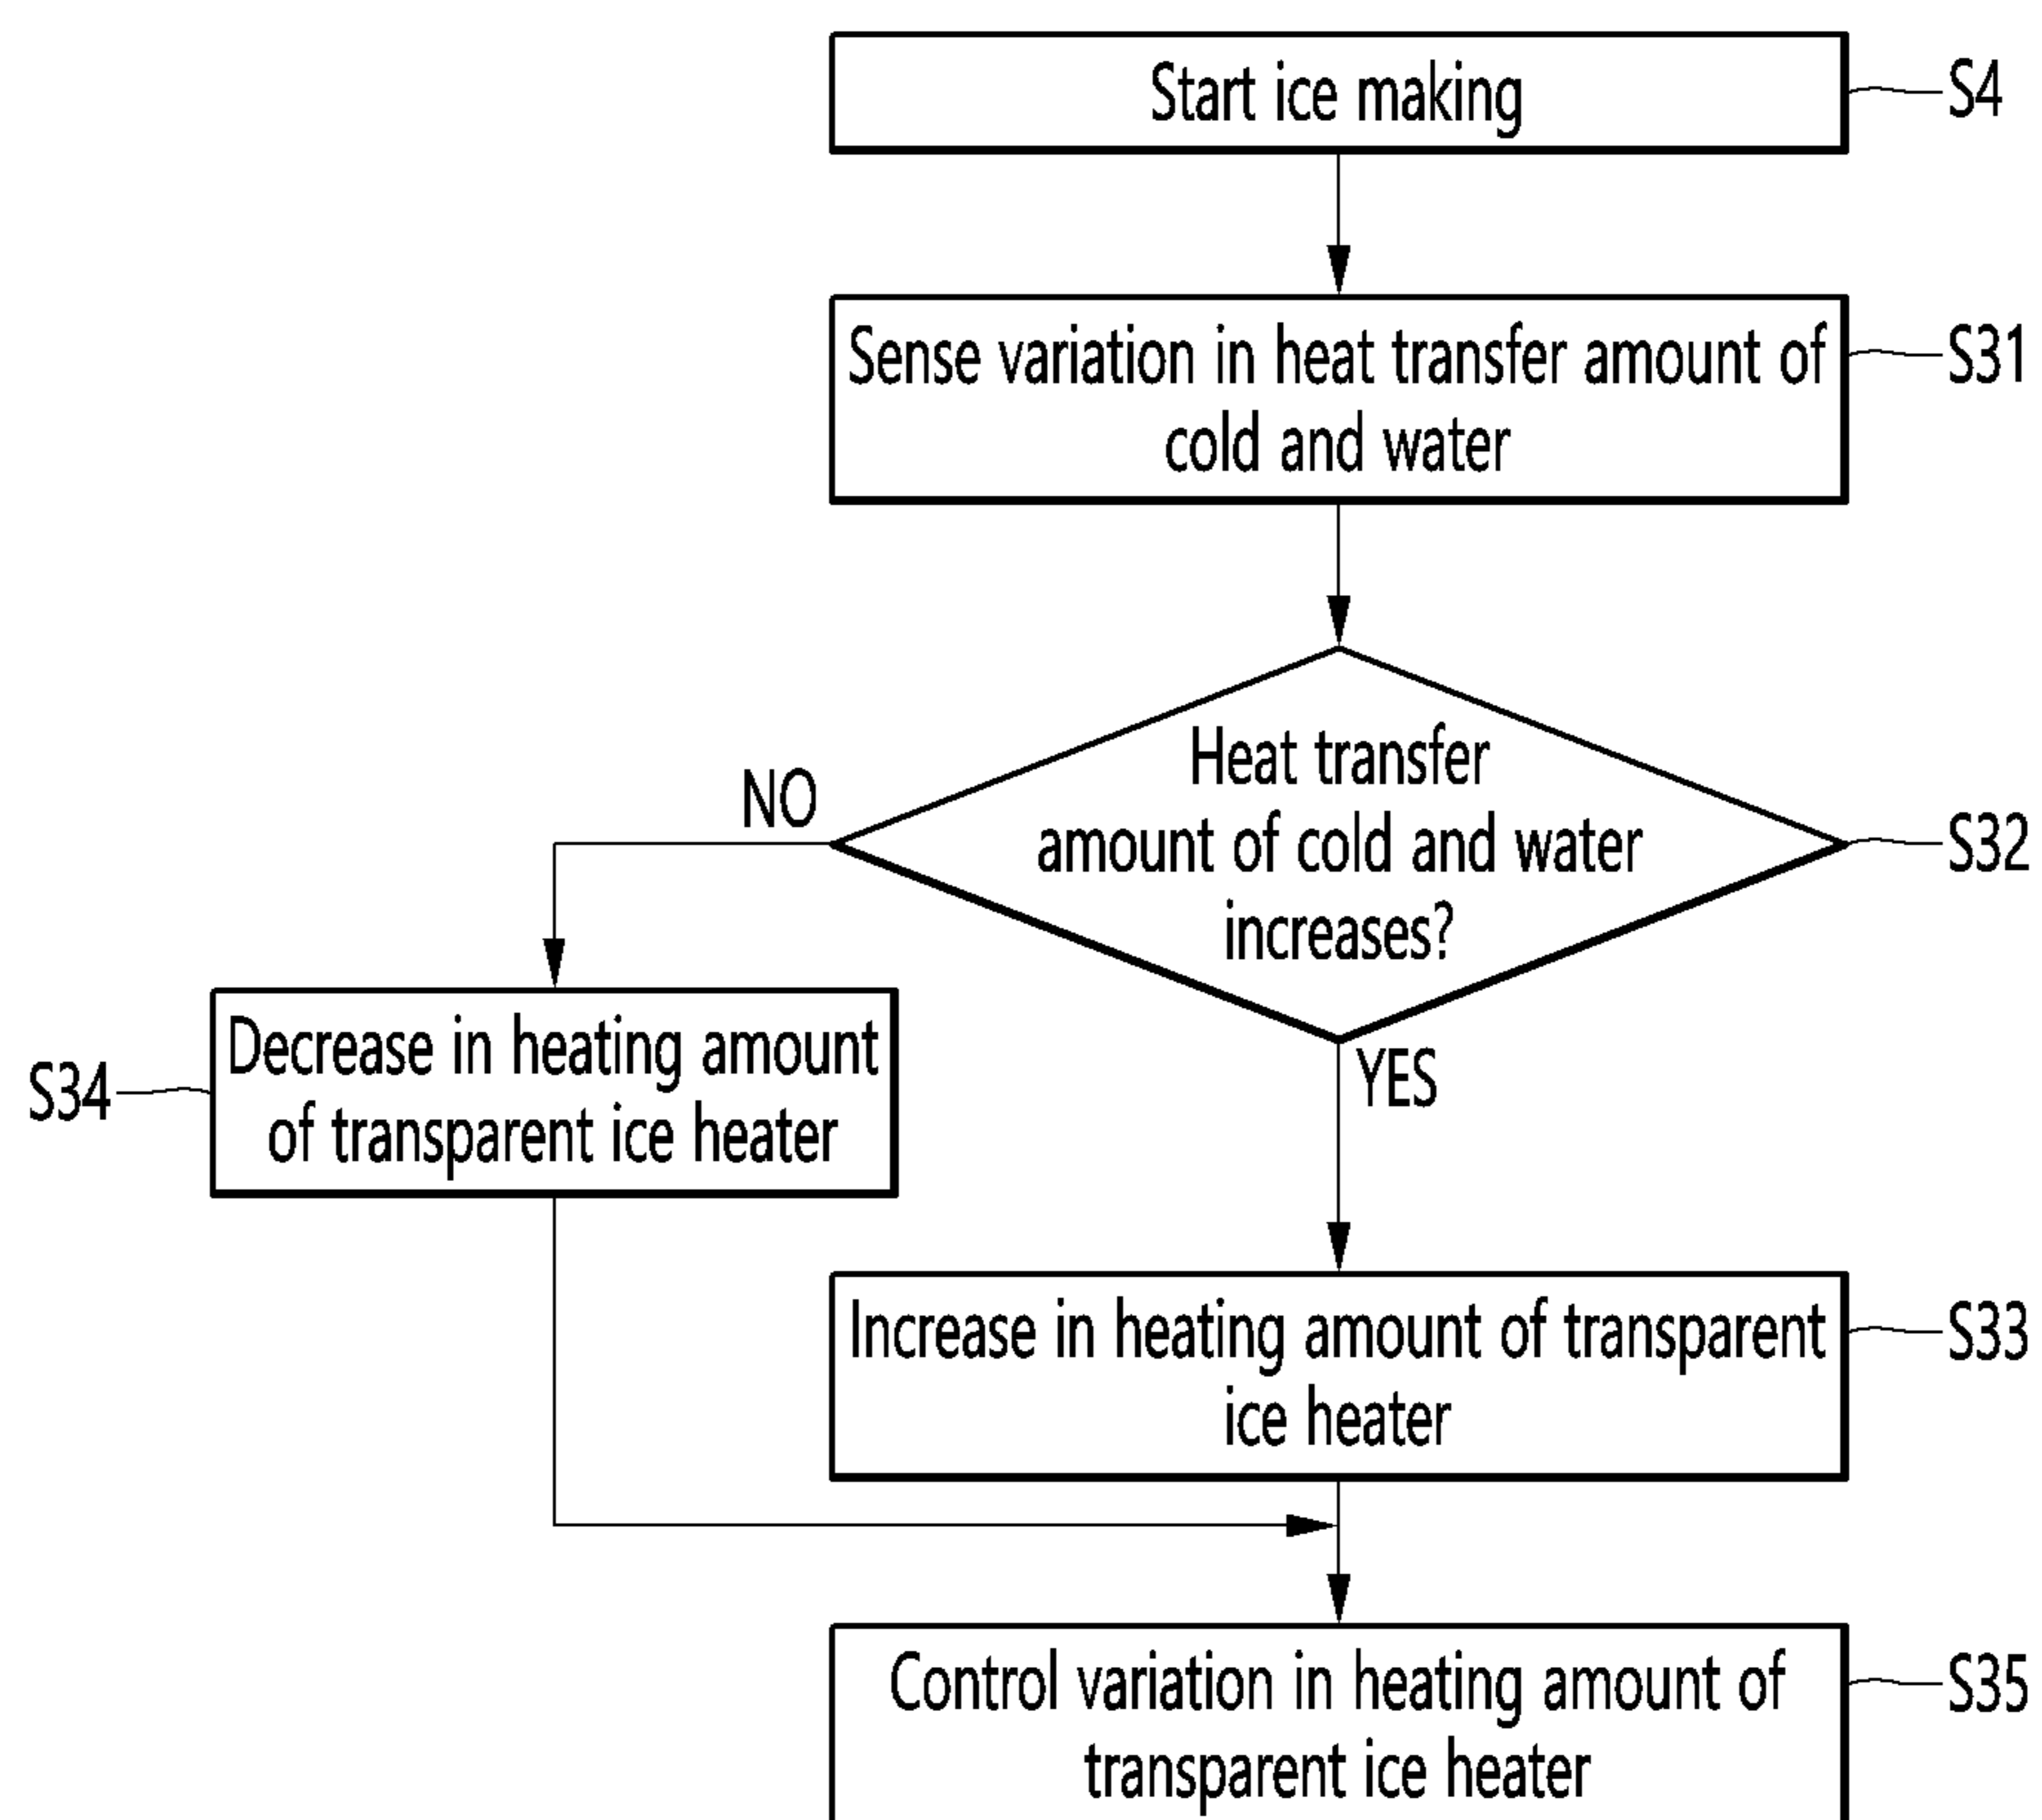 Start ice making
S4
Sense variation in heat transfer amount of
cold and water
S31
Heat transfer
amount of cold and water
increases?
S32
NO
YES
Decrease in heating amount
of transparent ice heater
S34
Increase in heating amount of transparent
ice heater
S33
Control variation in heating amount of
transparent ice heater
S35